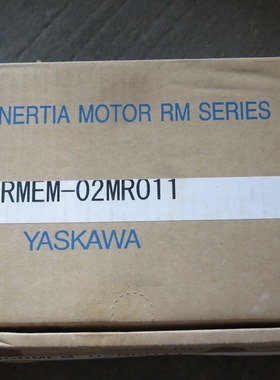 NERTIA MOTOR RM SERIES
RMEM-02MR011
YASKAWA